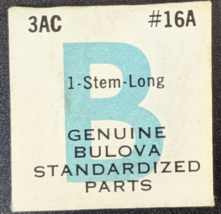 3AC #16A
B
1-Stem-Long
GENUINE
BULOVA
STANDARDIZED
PARTS